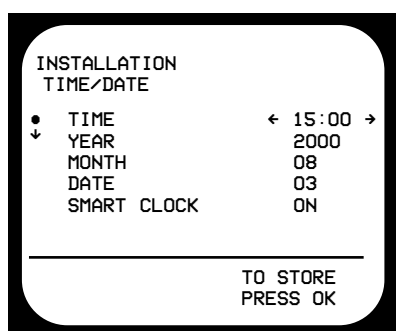 INSTALLATION
TIME/DATE
● TIME ← 15:00 →
↓ YEAR 2000
MONTH 08
DATE 03
SMART CLOCK ON
TO STORE
PRESS OK